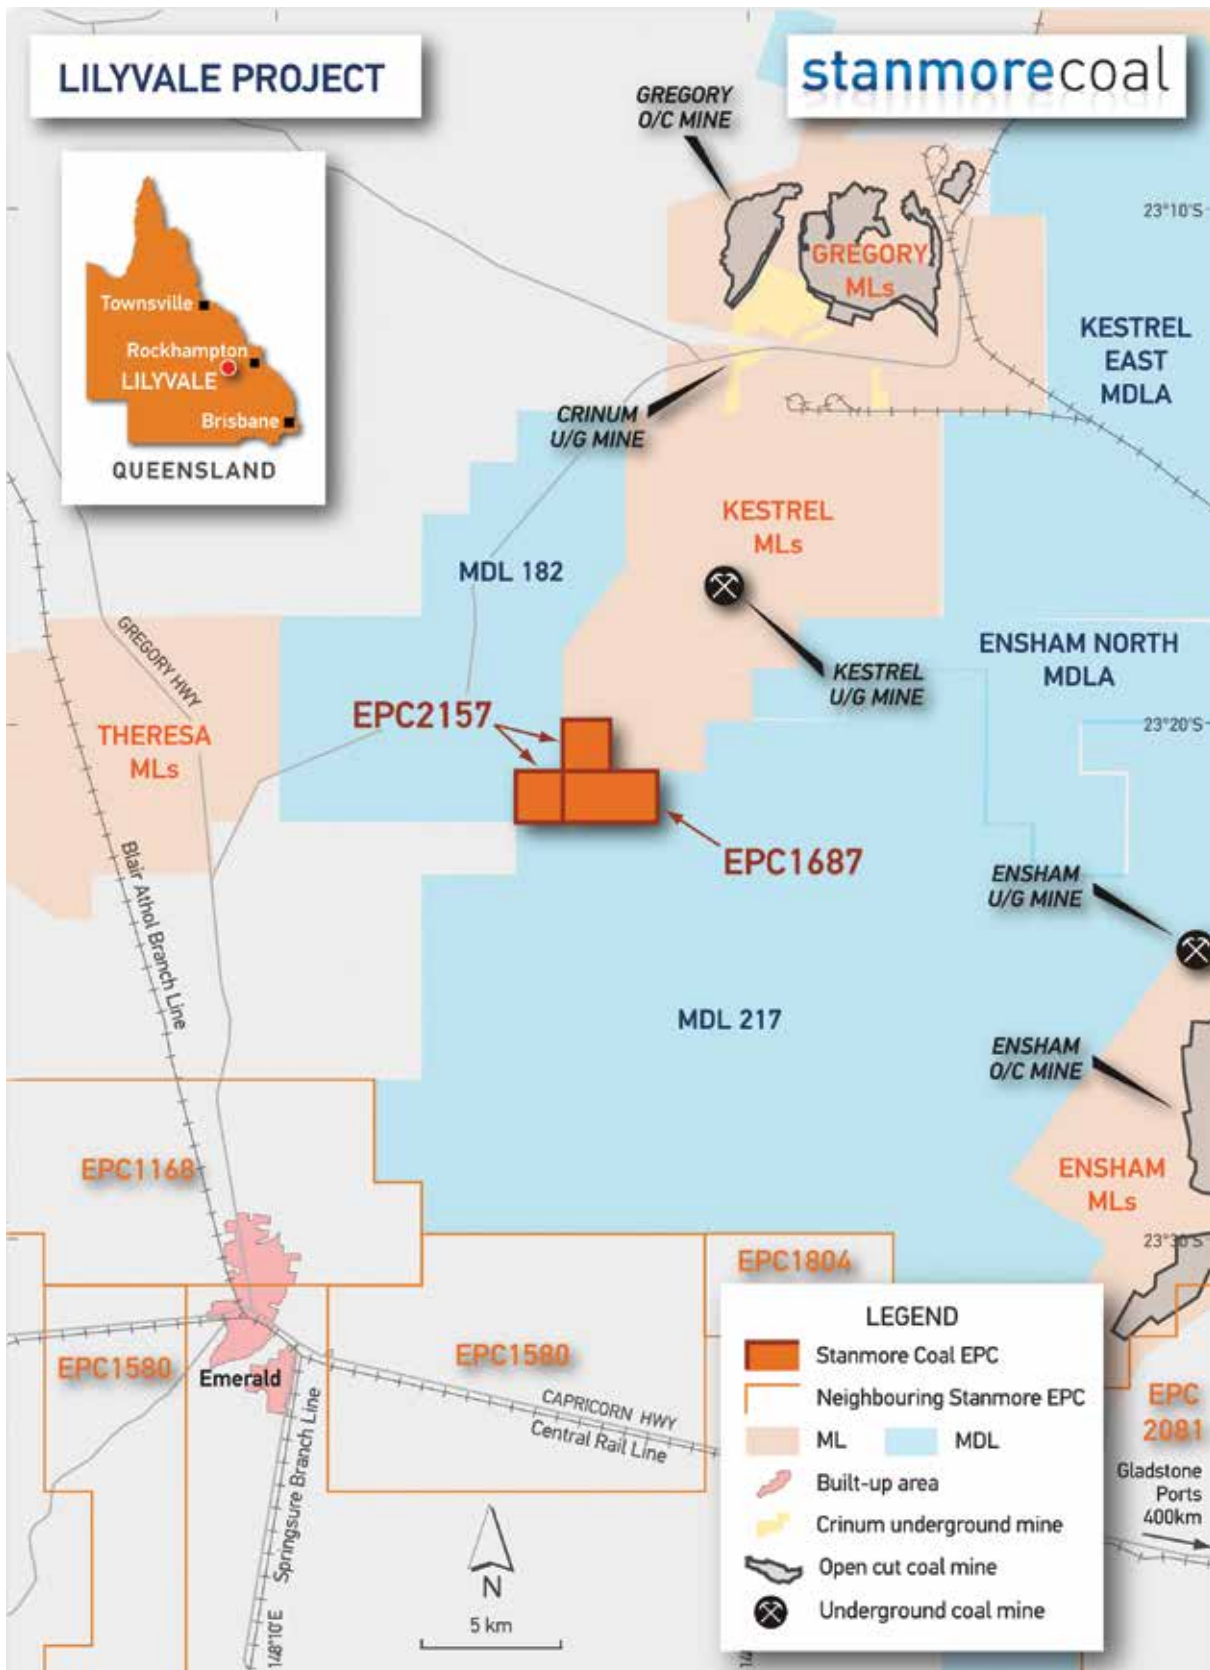 LILYVALE PROJECT
stanmorecoal
GREGORY
O/C MINE
23°10'S
Townsville
Rockhampton
LILYVALE
Brisbane
QUEENSLAND
GREGORY
MLs
KESTREL
EAST
MDLA
CRINUM
U/G MINE
KESTREL
MLs
MDL 182
GREGORY HWY
KESTREL
U/G MINE
ENSHAM NORTH
MDLA
EPC2157
23°20'S
THERESA
MLs
EPC1687
Blair Athol Branch Line
ENSHAM
U/G MINE
MDL 217
ENSHAM
O/C MINE
EPC1168
ENSHAM
MLs
23°30'S
EPC1804
EPC1580
Emerald
EPC1580
CAPRICORN HWY
Central Rail Line
Springsure Branch Line
148°10'E
N
5 km
LEGEND
Stanmore Coal EPC
Neighbouring Stanmore EPC
ML
MDL
Built-up area
Crinum underground mine
Open cut coal mine
Underground coal mine
EPC
2081
Gladstone
Ports
400km